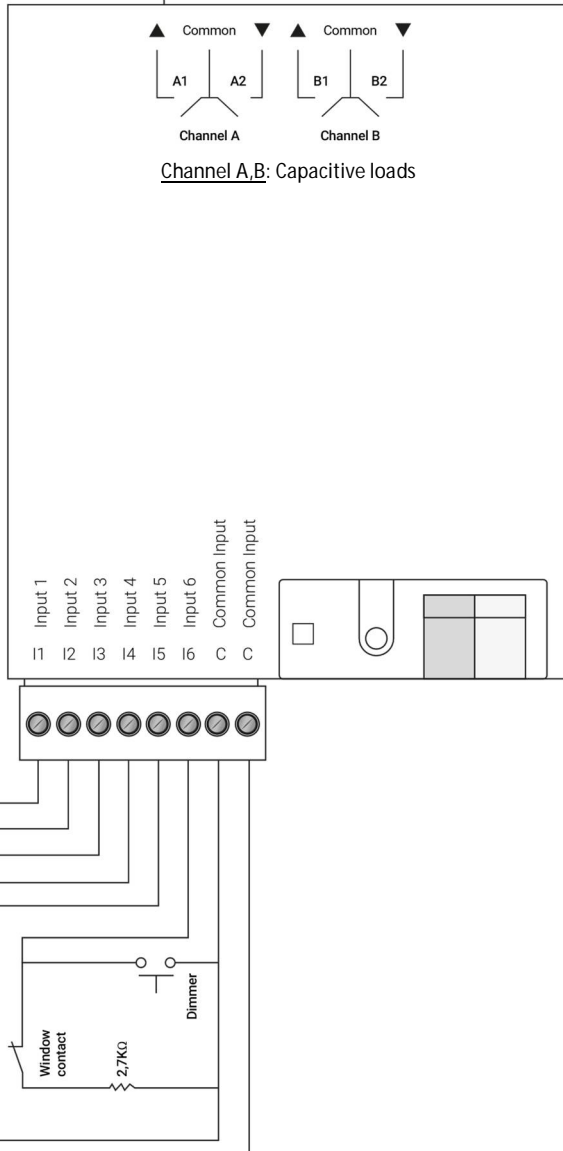 ▲ Common ▼ ▲ Common ▼
A1 A2 B1 B2
Channel A Channel B
Channel A,B: Capacitive loads
Input 1
Input 2
Input 3
Input 4
Input 5
Input 6
Common Input
Common Input
I1 I2 I3 I4 I5 I6 C C
Dimmer
Window
contact
2,7KΩ